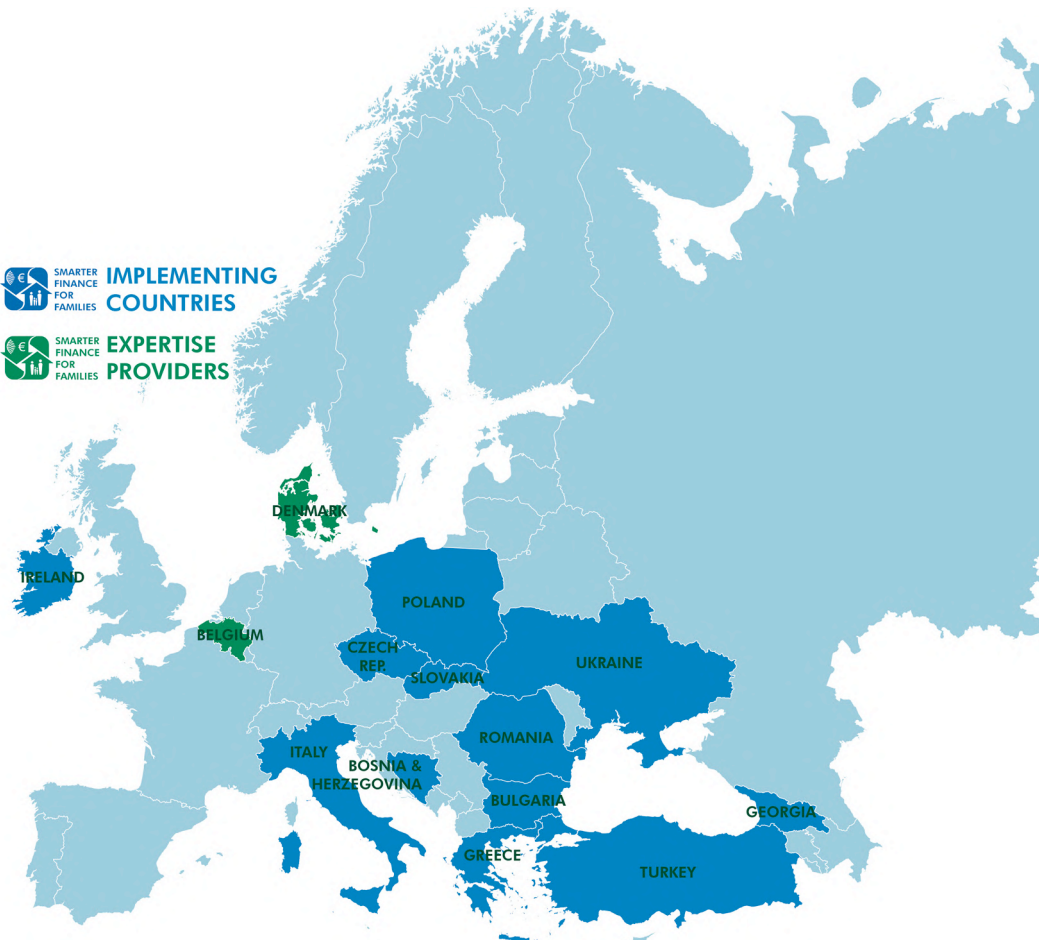 SMARTER
FINANCE
FOR
FAMILIES
IMPLEMENTING
COUNTRIES
SMARTER
FINANCE
FOR
FAMILIES
EXPERTISE
PROVIDERS
DENMARK
IRELAND
POLAND
BELGIUM
CZECH
REP.
UKRAINE
SLOVAKIA
ROMANIA
ITALY
BOSNIA &
HERZEGOVINA
BULGARIA
GEORGIA
GREECE
TURKEY